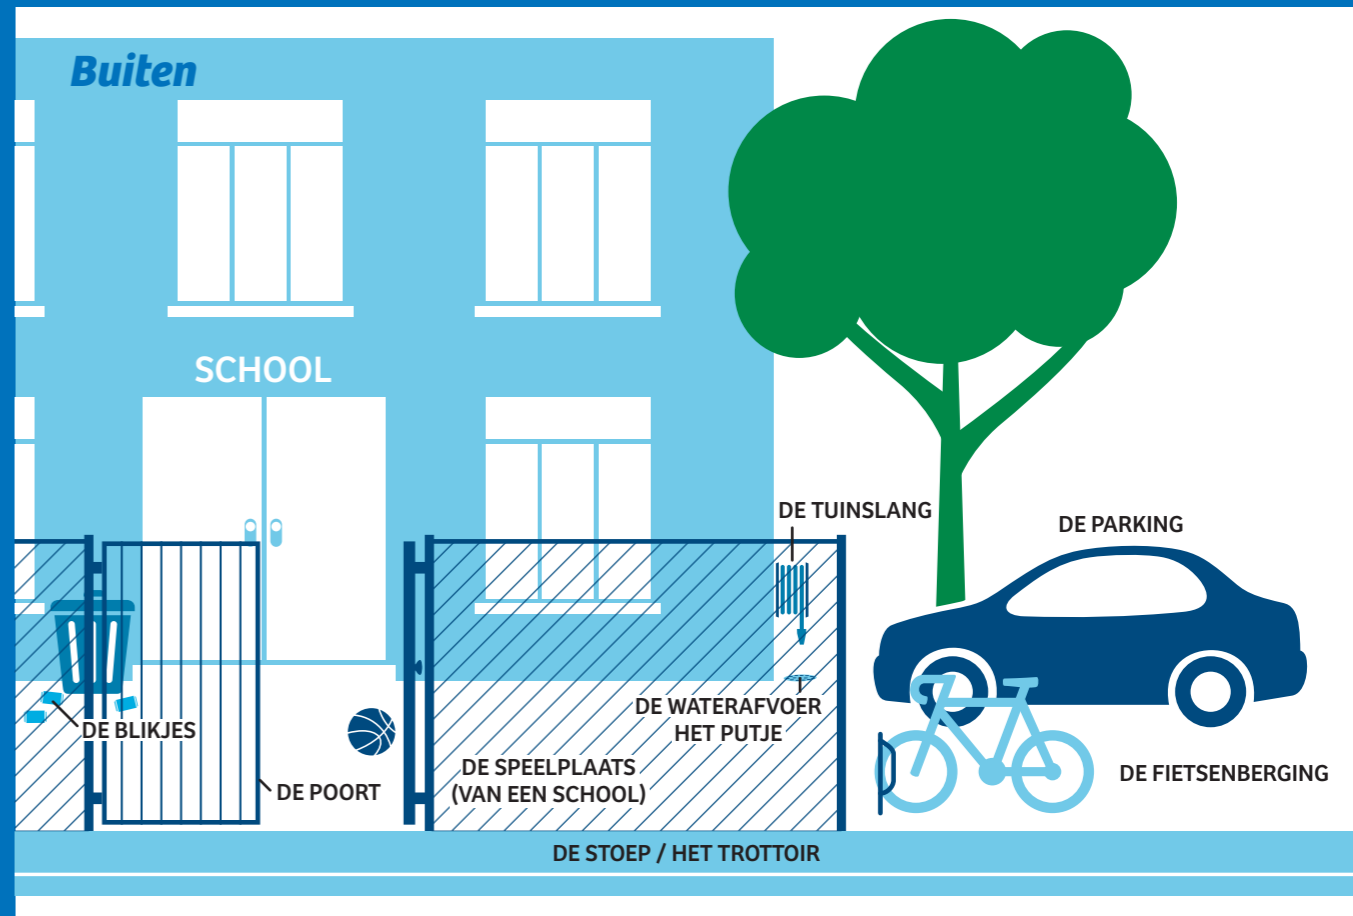 Buiten
SCHOOL
DE TUINSLANG
DE PARKING
DE WATERAFVOER
HET PUTJE
DE BLIKJES
DE SPEELPLAATS
(VAN EEN SCHOOL)
DE POORT
DE FIETSENBERGING
DE STOEP / HET TROTTOIR